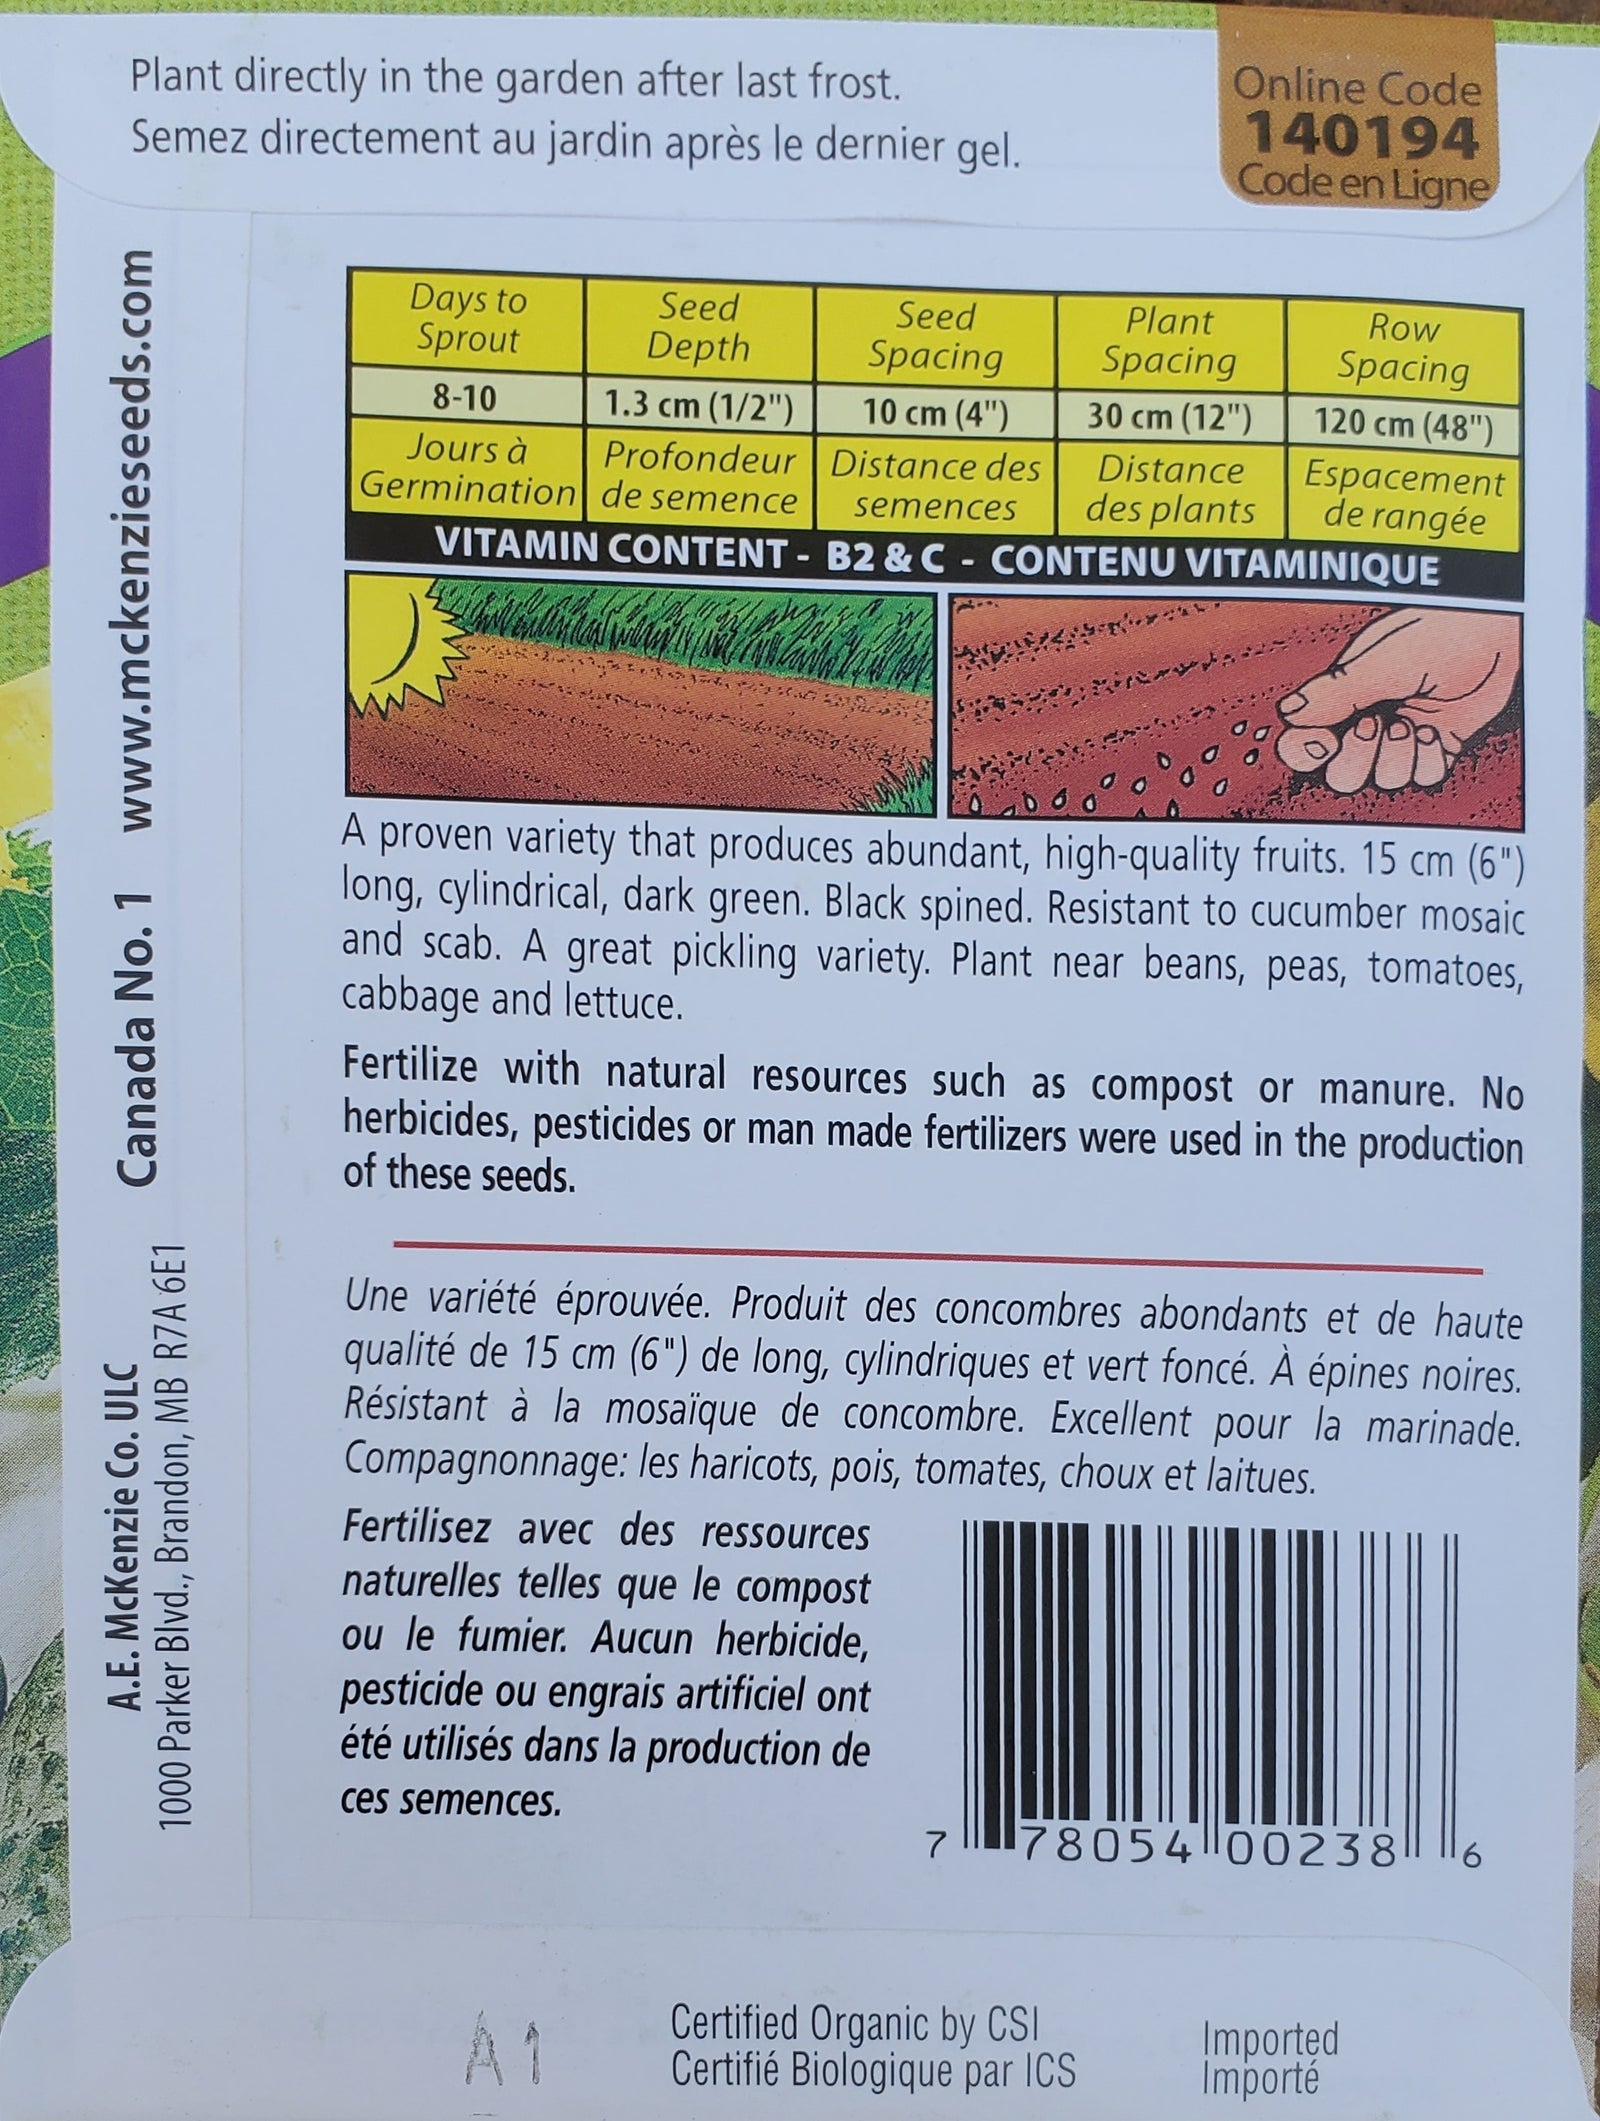 Plant directly in the garden after last frost.
Semez directement au jardin après le dernier gel.
Online Code
140194
Code en Ligne
Days to
Sprout
Seed
Depth
Seed
Spacing
Plant
Spacing
Row
Spacing
8-10
1.3 cm (1/2")
10 cm (4")
30 cm (12")
120 cm (48")
Jours à
Germination
Profondeur
de semence
Distance des
semences
Distance
des plants
Espacement
de rangée
VITAMIN CONTENT - B2 & C - CONTENU VITAMINIQUE
A proven variety that produces abundant, high-quality fruits. 15 cm (6")
long, cylindrical, dark green. Black spined. Resistant to cucumber mosaic
and scab. A great pickling variety. Plant near beans, peas, tomatoes,
cabbage and lettuce.
Fertilize with natural resources such as compost or manure. No
herbicides, pesticides or man made fertilizers were used in the production
of these seeds.
Une variété éprouvée. Produit des concombres abondants et de haute
qualité de 15 cm (6") de long, cylindriques et vert foncé. À épines noires.
Résistant à la mosaïque de concombre. Excellent pour la marinade.
Compagnonnage: les haricots, pois, tomates, choux et laitues.
Fertilisez avec des ressources
naturelles telles que le compost
ou le fumier. Aucun herbicide,
pesticide ou engrais artificiel ont
été utilisés dans la production de
ces semences.
7 78054 00238 6
A.E. McKenzie Co. ULC
1000 Parker Blvd., Brandon, MB R7A 6E1
Canada No. 1 www.mckenzieseeds.com
A1
Certified Organic by CSI
Certifié Biologique par ICS
Imported
Importé